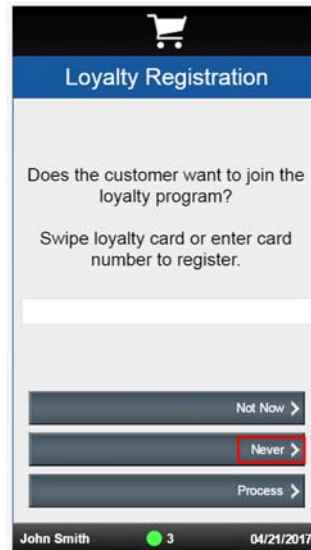 Loyalty Registration
Does the customer want to join the
loyalty program?
Swipe loyalty card or enter card
number to register.
Not Now
Never
Process
John Smith 3 04/21/2017